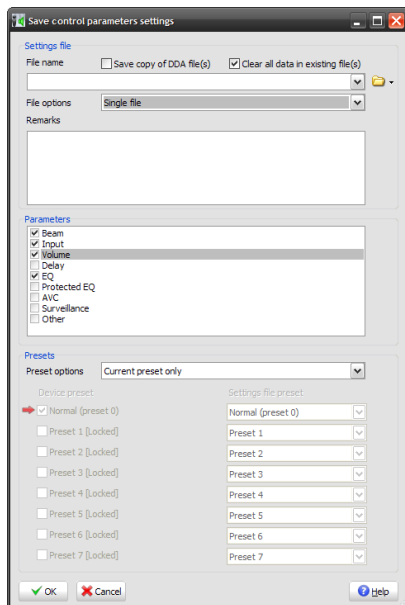 Save control parameters settings
Settings file
File name Save copy of DDA file(s) Clear all data in existing file(s)
File options Single file
Remarks
Parameters
Beam
Input
Volume
Delay
EQ
Protected EQ
AVC
Surveillance
Other
Presets
Preset options Current preset only
Device preset Settings file preset
Normal (preset 0) Normal (preset 0)
Preset 1 [Locked] Preset 1
Preset 2 [Locked] Preset 2
Preset 3 [Locked] Preset 3
Preset 4 [Locked] Preset 4
Preset 5 [Locked] Preset 5
Preset 6 [Locked] Preset 6
Preset 7 [Locked] Preset 7
OK Cancel Help